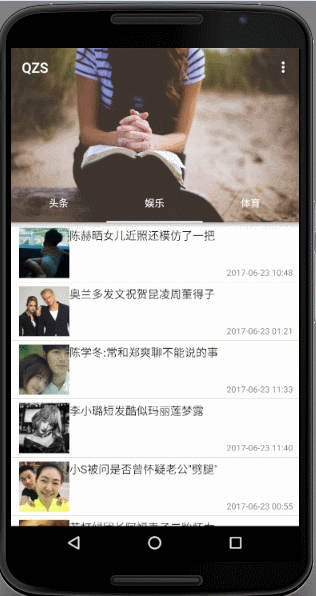 QZS
头条
娱乐
体育
陈赫晒女儿近照还模仿了一把
2017-06-23 10:48
奥兰多发文祝贺昆凌周董得子
2017-06-23 01:21
陈学冬:常和郑爽聊不能说的事
2017-06-23 11:33
李小璐短发酷似玛丽莲梦露
2017-06-23 11:40
小S被问是否曾怀疑老公"劈腿"
2017-06-23 00:55